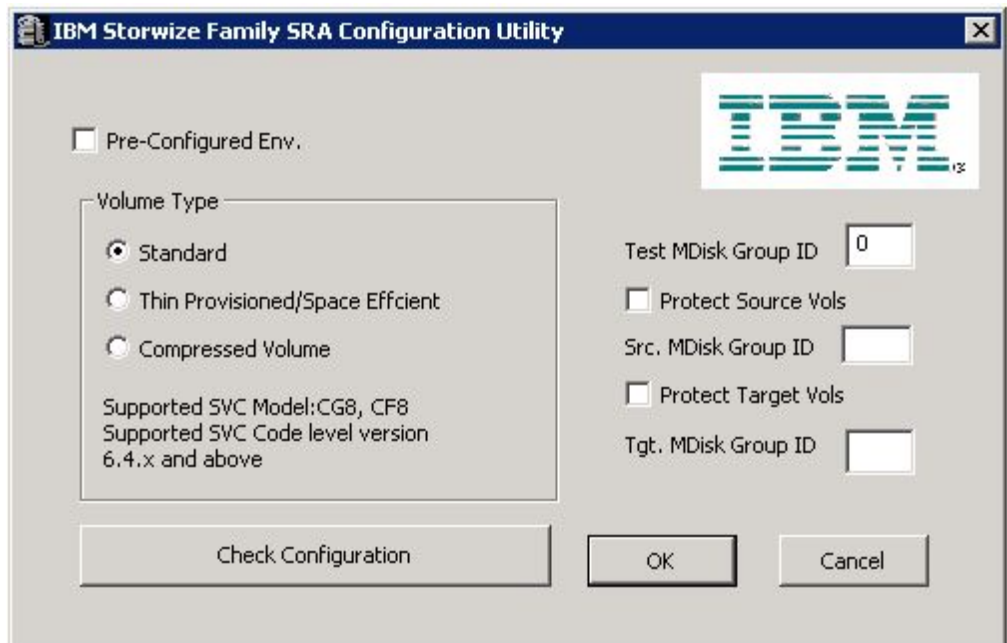 IBM Storwize Family SRA Configuration Utility
IBM®
Pre-Configured Env.
Volume Type
Standard
Thin Provisioned/Space Effcient
Compressed Volume
Supported SVC Model:CG8, CF8
Supported SVC Code level version
6.4.x and above
Test MDisk Group ID 0
Protect Source Vols
Src. MDisk Group ID
Protect Target Vols
Tgt. MDisk Group ID
Check Configuration
OK
Cancel